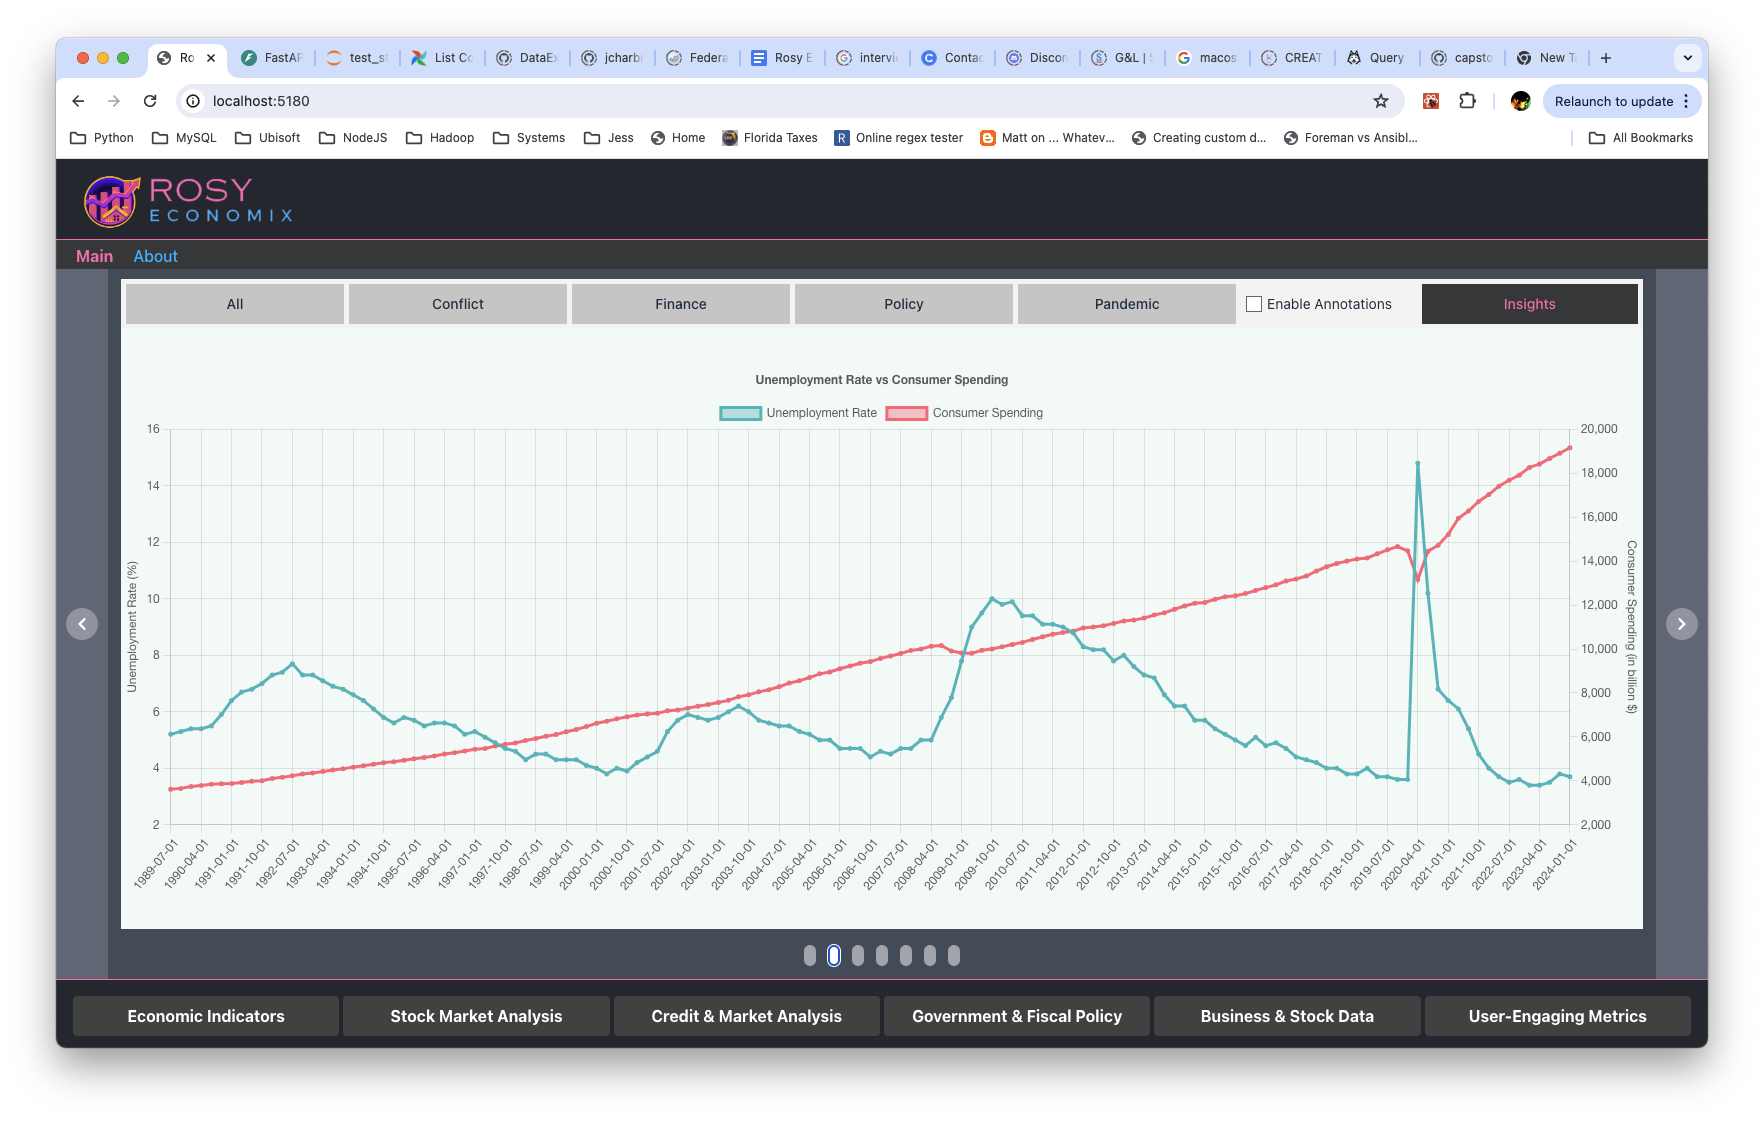 Ro
FastAP
test_st
List Co
DataEx
jcharbr
Federa
Rosy E
intervi
Contac
Discor
G&L | S
macos
CREAT
Query
capsto
New Ta
localhost:5180
Relaunch to update
Python
MySQL
Ubisoft
NodeJS
Hadoop
Systems
Jess
Home
Florida Taxes
R Online regex tester
Matt on ... Whatev...
Creating custom d...
Foreman vs Ansibl...
All Bookmarks
ROSY
ECONOMIX
Main
About
All
Conflict
Finance
Policy
Pandemic
Enable Annotations
Insights
Unemployment Rate vs Consumer Spending
Unemployment Rate
Consumer Spending
16
14
12
10
8
6
4
2
Unemployment Rate (%)
20,000
18,000
16,000
14,000
12,000
10,000
8,000
6,000
4,000
2,000
Consumer Spending (in billion $)
1989-07-01
1990-04-01
1991-01-01
1991-10-01
1992-07-01
1993-04-01
1994-01-01
1994-10-01
1995-07-01
1996-04-01
1997-01-01
1997-10-01
1998-07-01
1999-04-01
2000-01-01
2000-10-01
2001-07-01
2002-04-01
2003-01-01
2003-10-01
2004-07-01
2005-04-01
2006-01-01
2006-10-01
2007-07-01
2008-04-01
2009-01-01
2009-10-01
2010-07-01
2011-04-01
2012-01-01
2012-10-01
2013-07-01
2014-04-01
2015-01-01
2015-10-01
2016-07-01
2017-04-01
2018-01-01
2018-10-01
2019-07-01
2020-04-01
2021-01-01
2021-10-01
2022-07-01
2023-04-01
2024-01-01
Economic Indicators
Stock Market Analysis
Credit & Market Analysis
Government & Fiscal Policy
Business & Stock Data
User-Engaging Metrics